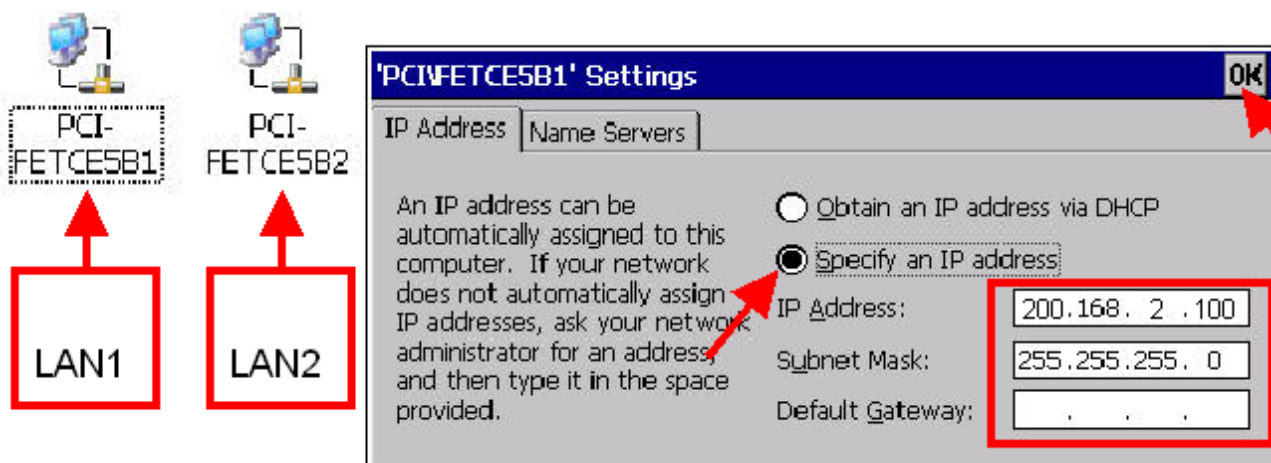 PCI-
FETCE5B1
PCI-
FETCE5B2
LAN1
LAN2
'PCI\FETCE5B1' Settings
OK
IP Address
Name Servers
An IP address can be
automatically assigned to this
computer. If your network
does not automatically assign
IP addresses, ask your network
administrator for an address,
and then type it in the space
provided.
Obtain an IP address via DHCP
Specify an IP address
IP Address: 200.168. 2 .100
Subnet Mask: 255.255.255. 0
Default Gateway: . . .